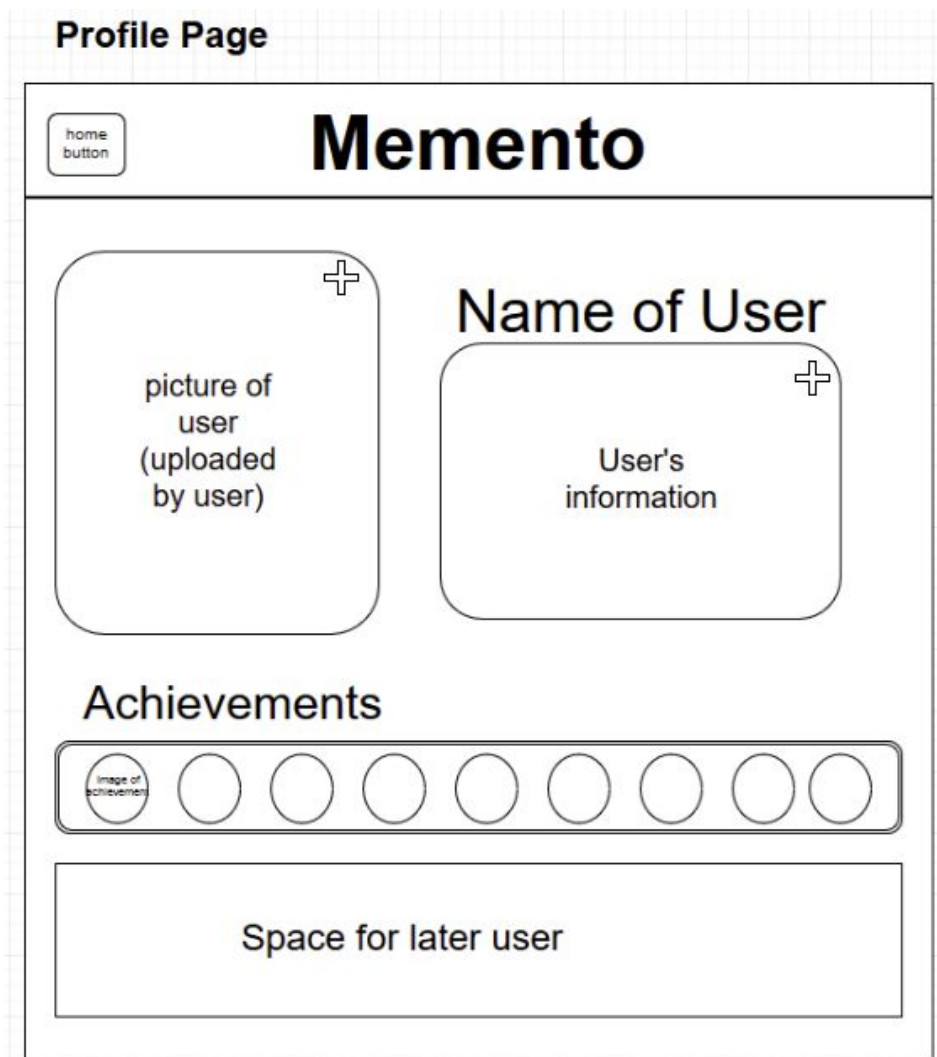 Profile Page
home
button
Memento
picture of
user
(uploaded
by user)
Name of User
User's
information
Achievements
Image of
achievement
Space for later user